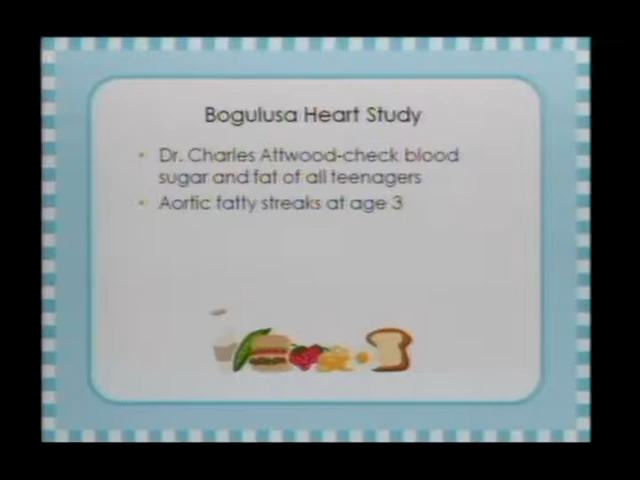 Bogulusa Heart Study
• Dr. Charles Attwood-check blood
sugar and fat of all teenagers
• Aortic fatty streaks at age 3